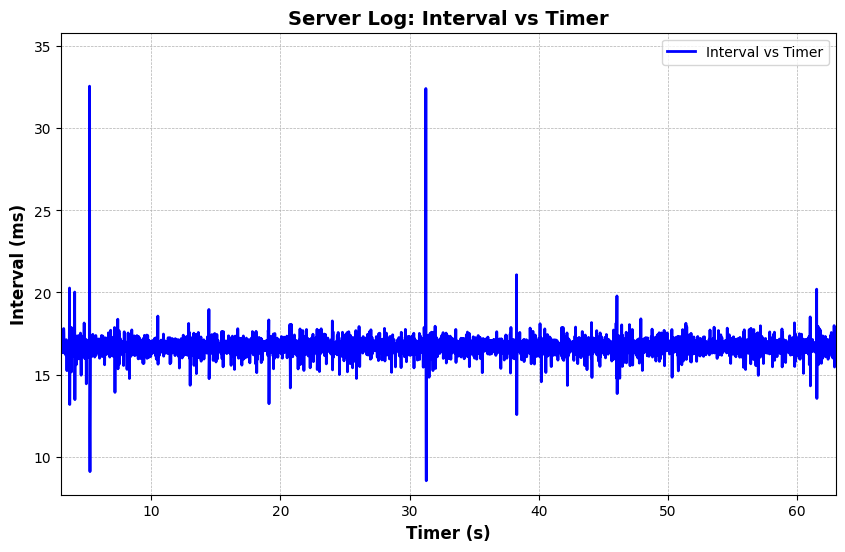 Server Log: Interval vs Timer
Interval vs Timer
35
30
25
20
15
10
Interval (ms)
10 20 30 40 50 60
Timer (s)